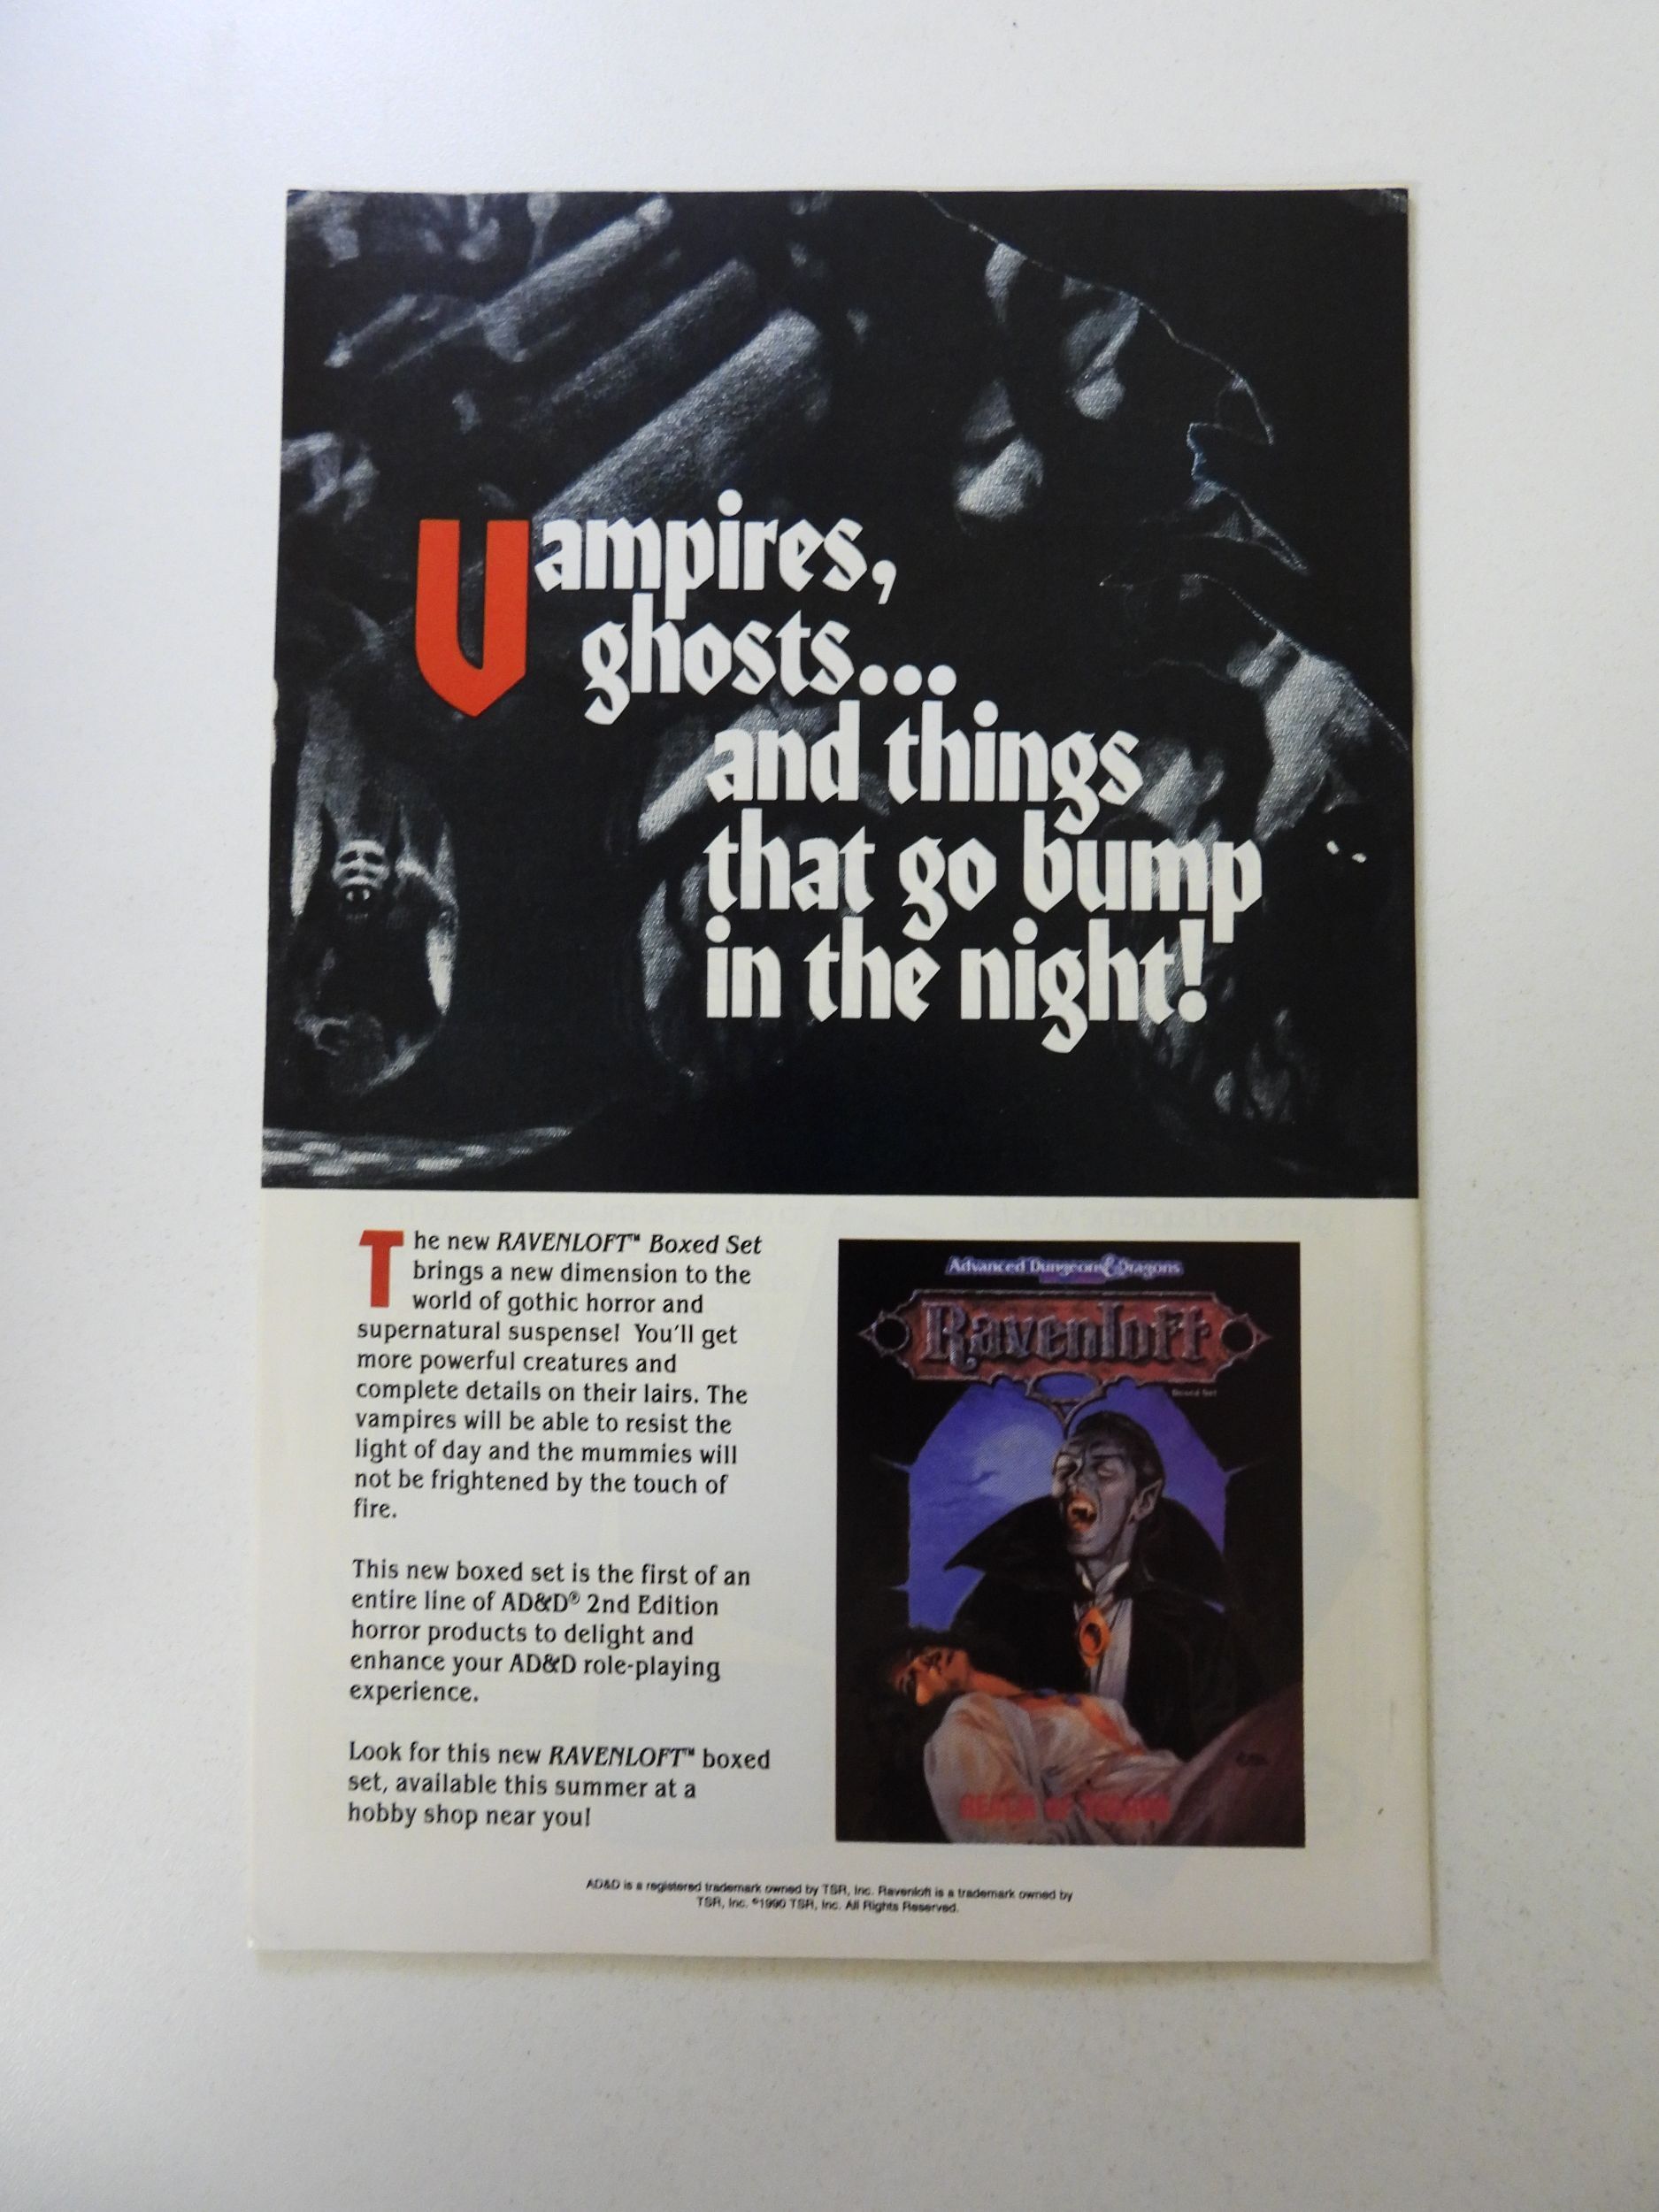 Vampires,
ghosts...
and things
that go bump
in the night!
The new RAVENLOFT™ Boxed Set
brings a new dimension to the
world of gothic horror and
supernatural suspense! You'll get
more powerful creatures and
complete details on their lairs. The
vampires will be able to resist the
light of day and the mummies will
not be frightened by the touch of
fire.
This new boxed set is the first of an
entire line of AD&D® 2nd Edition
horror products to delight and
enhance your AD&D role-playing
experience.
Look for this new RAVENLOFT™ boxed
set, available this summer at a
hobby shop near you!
Advanced Dungeons & Dragons
Ravenloft
Boxed Set
REALM OF TERROR
AD&D is a registered trademark owned by TSR, Inc. Ravenloft is a trademark owned by
TSR, Inc. ©1990 TSR, Inc. All Rights Reserved.